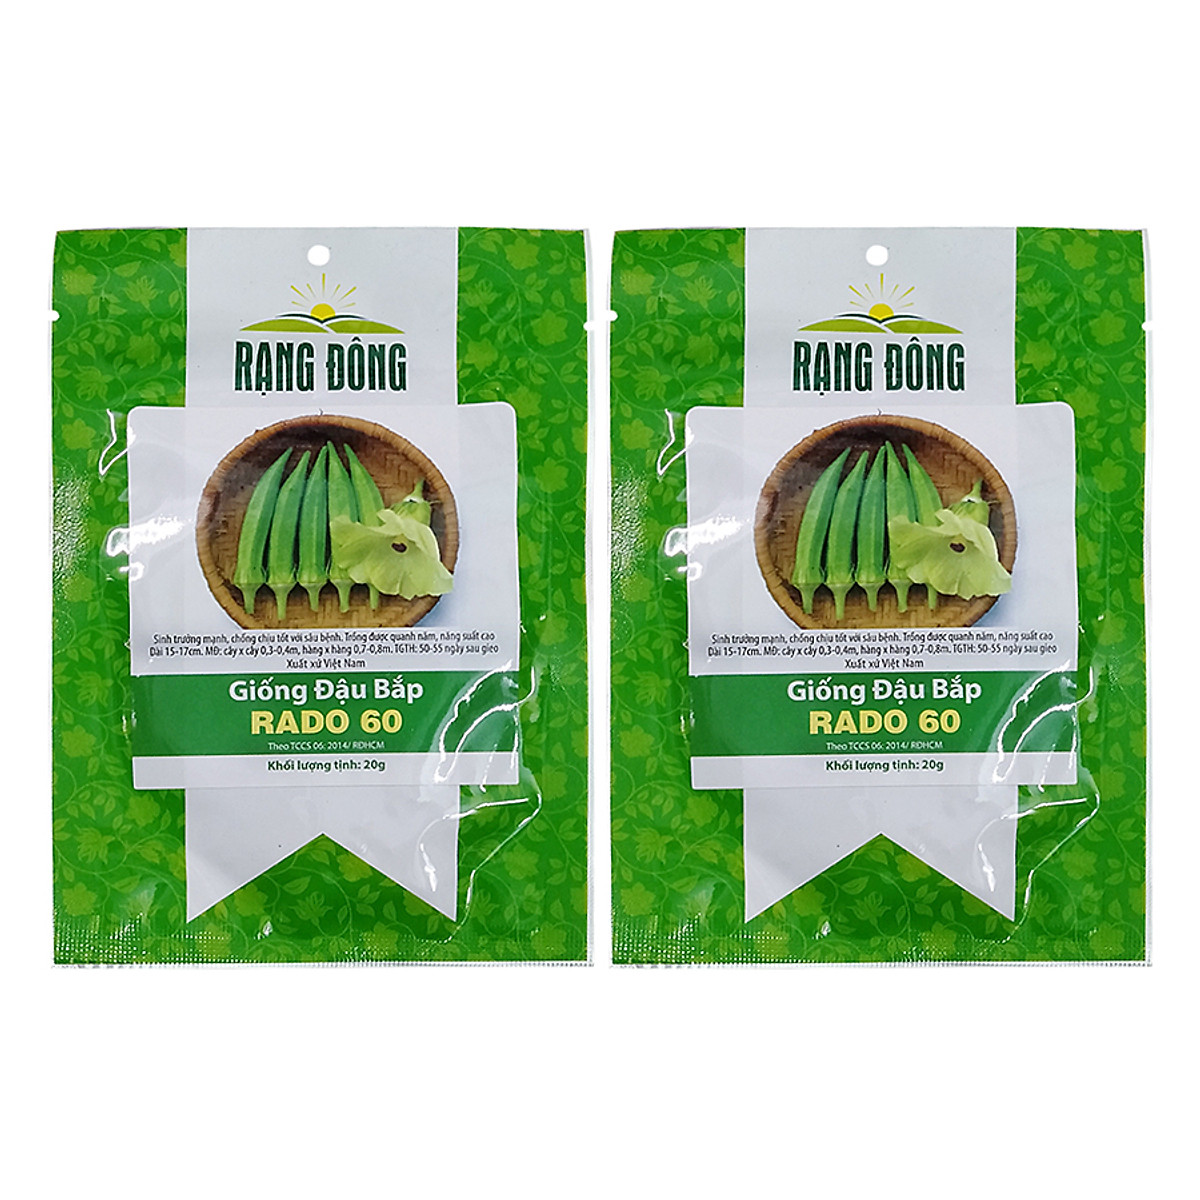 RẠNG ĐÔNG
Sinh trưởng mạnh, chống chịu tốt với sâu bệnh. Trồng được quanh năm, năng suất cao
Dài 15-17cm. MĐ: cây x cây 0,3-0,4m, hàng x hàng 0,7-0,8m. TGTH: 50-55 ngày sau gieo
Xuất xứ Việt Nam
Giống Đậu Bắp
RADO 60
Theo TCCS 06: 2014/ RĐHCM
Khối lượng tịnh: 20g
RẠNG ĐÔNG
Sinh trưởng mạnh, chống chịu tốt với sâu bệnh. Trồng được quanh năm, năng suất cao
Dài 15-17cm. MĐ: cây x cây 0,3-0,4m, hàng x hàng 0,7-0,8m. TGTH: 50-55 ngày sau gieo
Xuất xứ Việt Nam
Giống Đậu Bắp
RADO 60
Theo TCCS 06: 2014/ RĐHCM
Khối lượng tịnh: 20g